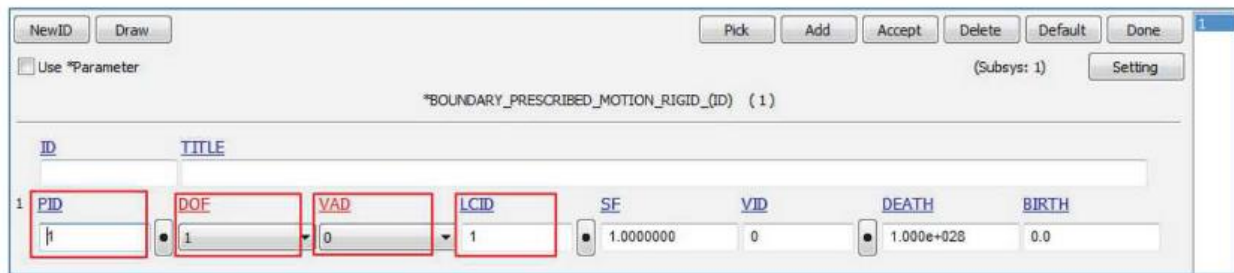 NewID Draw Pick Add Accept Delete Default Done 1
Use *Parameter (Subsys: 1) Setting
*BOUNDARY_PRESCRIBED_MOTION_RIGID_(ID) (1)
ID TITLE
1 PID DOF VAD LCID SF VID DEATH BIRTH
1 1 0 1 1.0000000 0 1.000e+028 0.0